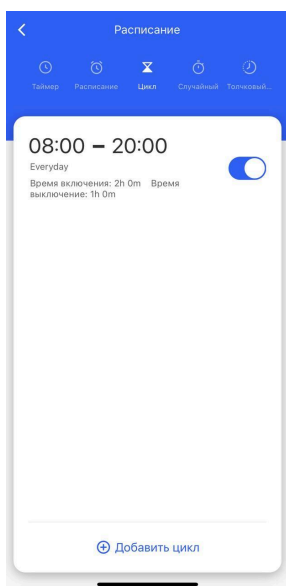 Расписание
Таймер Расписание Цикл Случайный Толчковый...
08:00 – 20:00
Everyday
Время включения: 2h 0m Время
выключение: 1h 0m
Добавить цикл